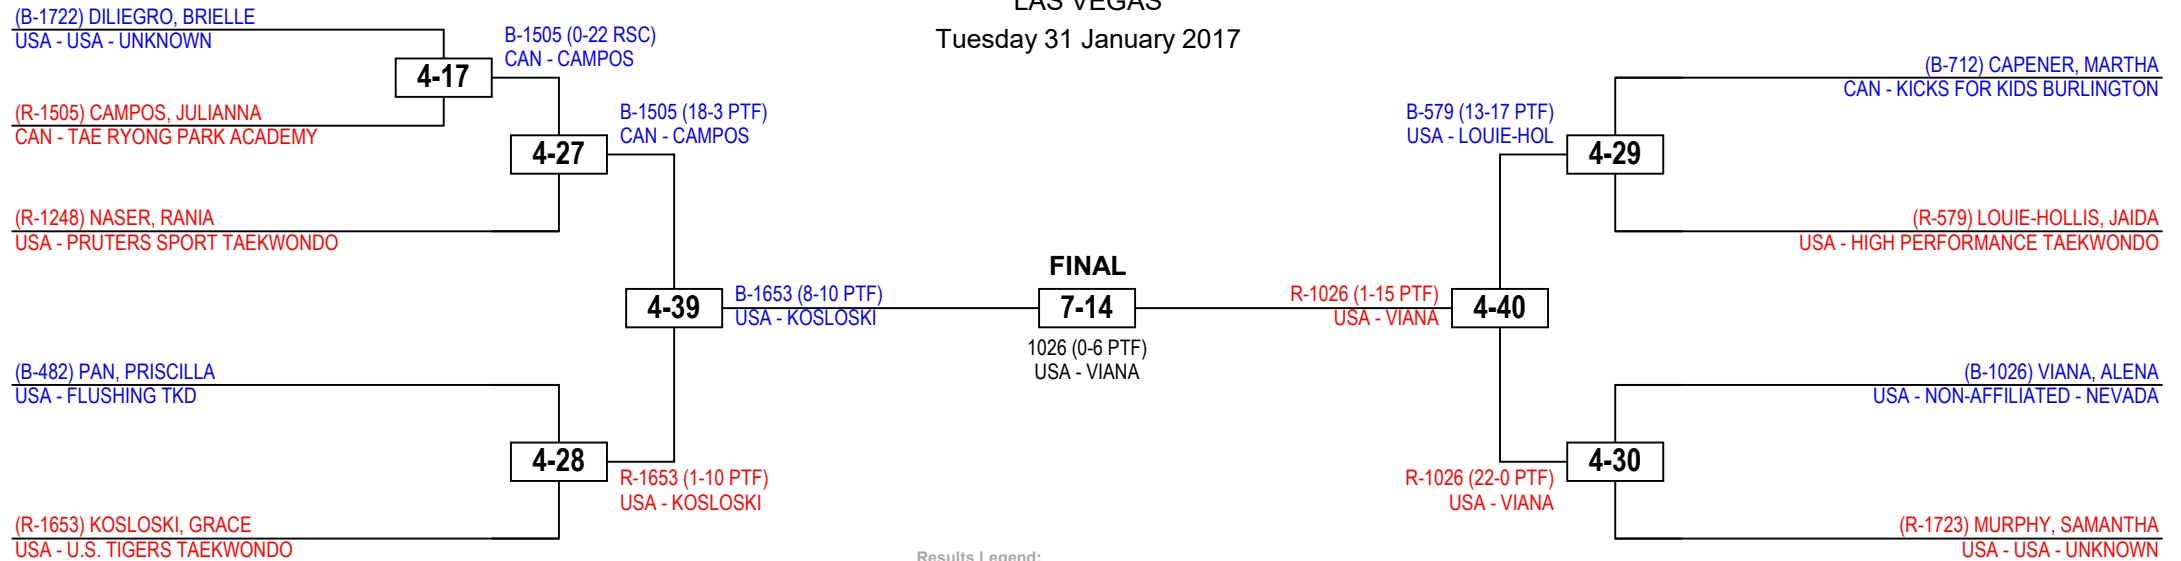 LAS VEGAS
Tuesday 31 January 2017
(B-1722) DILIEGRO, BRIELLE
USA - USA - UNKNOWN
4-17
(R-1505) CAMPOS, JULIANNA
CAN - TAE RYONG PARK ACADEMY
B-1505 (0-22 RSC)
CAN - CAMPOS
4-27
(R-1248) NASER, RANIA
USA - PRUTERS SPORT TAEKWONDO
B-1505 (18-3 PTF)
CAN - CAMPOS
4-39
B-1653 (8-10 PTF)
USA - KOSLOSKI
(B-482) PAN, PRISCILLA
USA - FLUSHING TKD
4-28
R-1653 (1-10 PTF)
USA - KOSLOSKI
(R-1653) KOSLOSKI, GRACE
USA - U.S. TIGERS TAEKWONDO
FINAL
7-14
1026 (0-6 PTF)
USA - VIANA
(B-712) CAPENER, MARTHA
CAN - KICKS FOR KIDS BURLINGTON
B-579 (13-17 PTF)
USA - LOUIE-HOL
4-29
(R-579) LOUIE-HOLLIS, JAIDA
USA - HIGH PERFORMANCE TAEKWONDO
R-1026 (1-15 PTF)
USA - VIANA
4-40
(B-1026) VIANA, ALENA
USA - NON-AFFILIATED - NEVADA
4-30
R-1026 (22-0 PTF)
USA - VIANA
(R-1723) MURPHY, SAMANTHA
USA - USA - UNKNOWN
Results Legend: